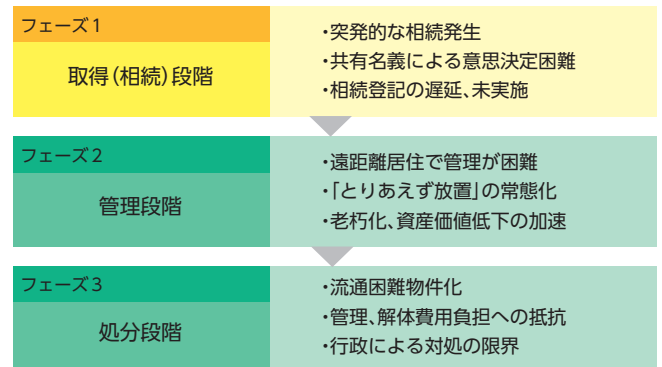 フェーズ1
取得(相続)段階
・突発的な相続発生
・共有名義による意思決定困難
・相続登記の遅延、未実施
フェーズ2
管理段階
・遠距離居住で管理が困難
・「とりあえず放置」の常態化
・老朽化、資産価値低下の加速
フェーズ3
処分段階
・流通困難物件化
・管理、解体費用負担への抵抗
・行政による対処の限界